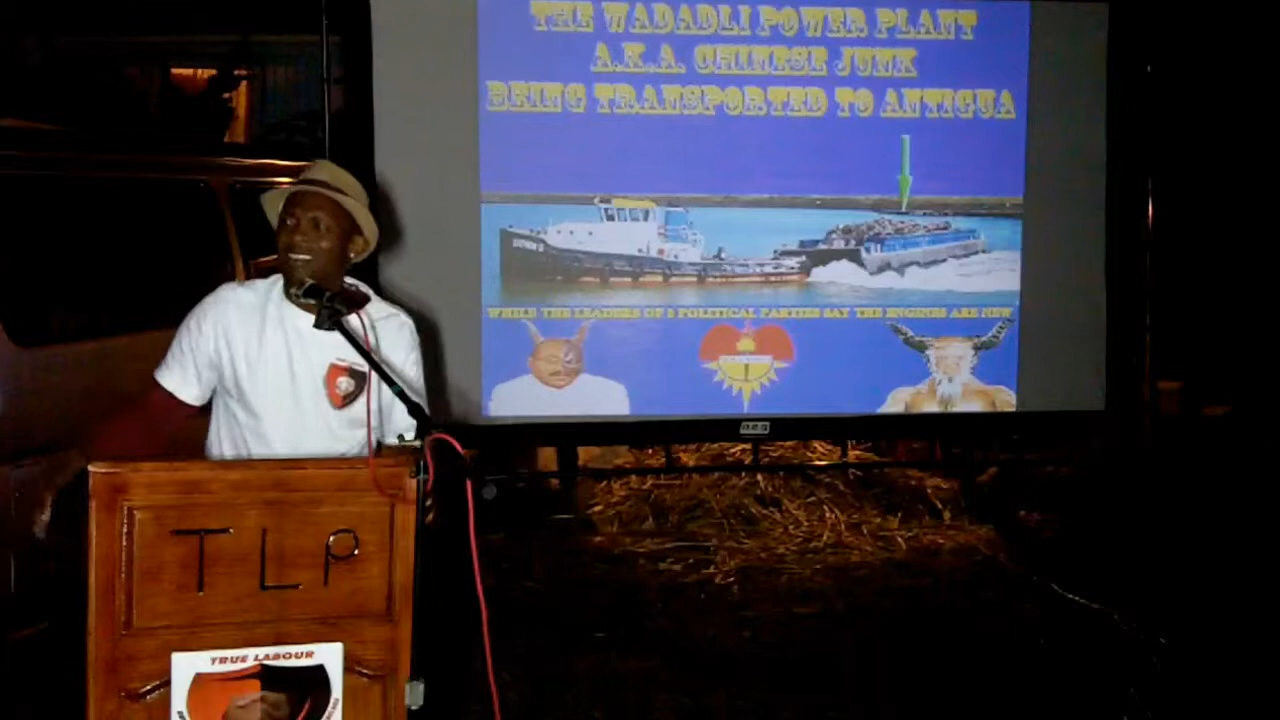 THE WADADLI POWER PLANT
A.K.A. CHINESE JUNK
BEING TRANSPORTED TO ANTIGUA
WHILE THE LEADERS OF 2 POLITICAL PARTIES SAY THE ENGINES ARE NEW
TLP
TRUE LABOUR